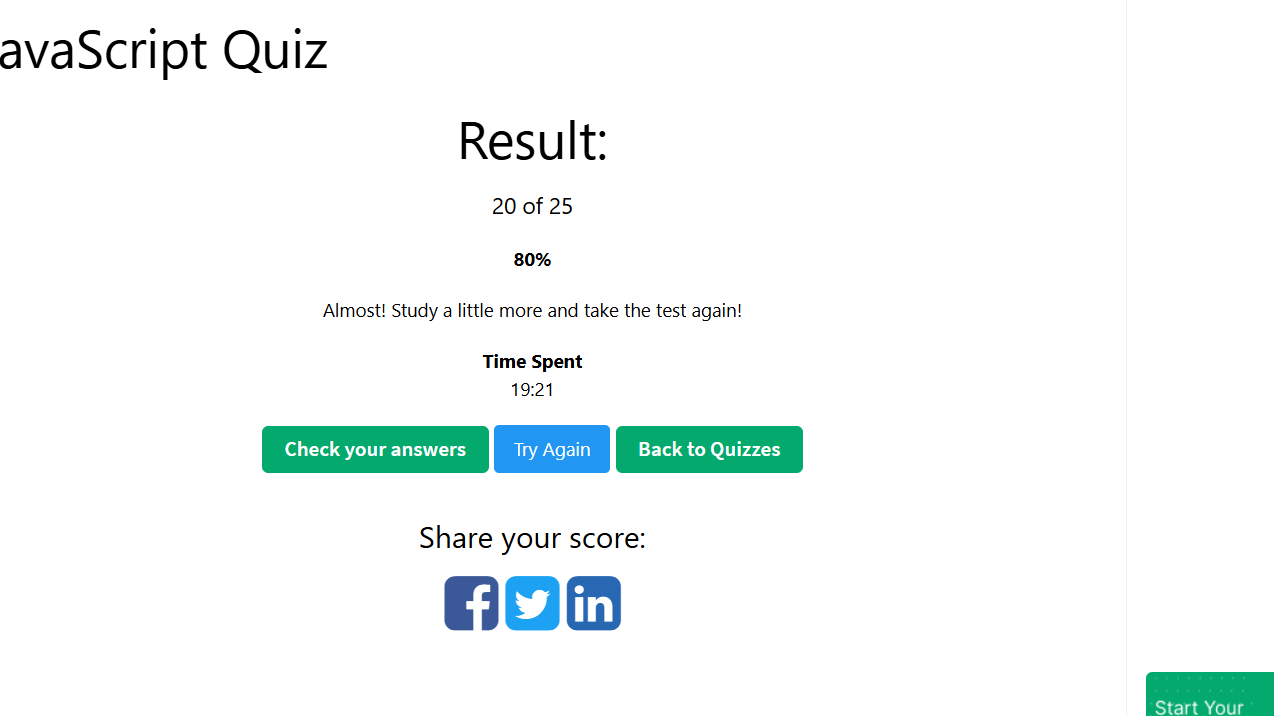 avaScript Quiz
Result:
20 of 25
80%
Almost! Study a little more and take the test again!
Time Spent
19:21
Check your answers Try Again Back to Quizzes
Share your score:
Start Your